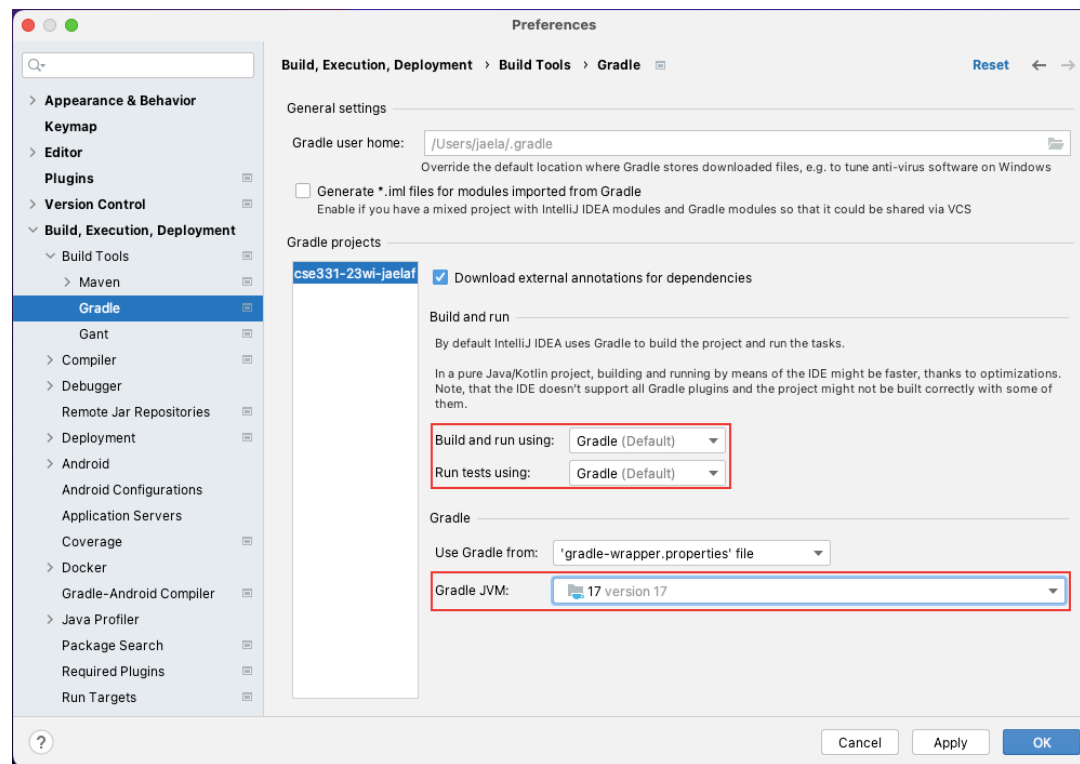 Preferences
Build, Execution, Deployment › Build Tools › Gradle
Reset
Appearance & Behavior
Keymap
Editor
Plugins
Version Control
Build, Execution, Deployment
Build Tools
Maven
Gradle
Gant
Compiler
Debugger
Remote Jar Repositories
Deployment
Android
Android Configurations
Application Servers
Coverage
Docker
Gradle-Android Compiler
Java Profiler
Package Search
Required Plugins
Run Targets
General settings
Gradle user home: /Users/jaela/.gradle
Override the default location where Gradle stores downloaded files, e.g. to tune anti-virus software on Windows
Generate *.iml files for modules imported from Gradle
Enable if you have a mixed project with IntelliJ IDEA modules and Gradle modules so that it could be shared via VCS
Gradle projects
cse331-23wi-jaelaf
Download external annotations for dependencies
Build and run
By default IntelliJ IDEA uses Gradle to build the project and run the tasks.
In a pure Java/Kotlin project, building and running by means of the IDE might be faster, thanks to optimizations.
Note, that the IDE doesn't support all Gradle plugins and the project might not be built correctly with some of
them.
Build and run using: Gradle (Default)
Run tests using: Gradle (Default)
Gradle
Use Gradle from: 'gradle-wrapper.properties' file
Gradle JVM: 17 version 17
?
Cancel
Apply
OK